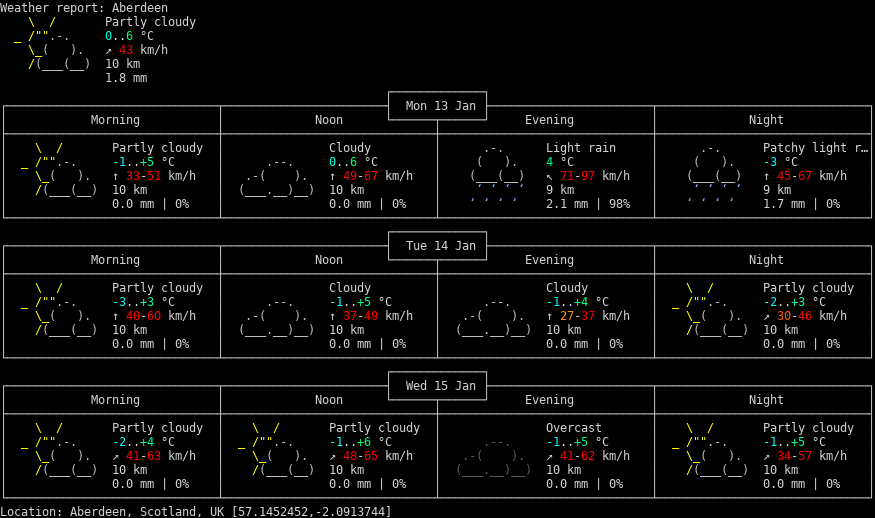 Weather report: Aberdeen
Partly cloudy
0..6 °C
↗ 43 km/h
10 km
1.8 mm
Mon 13 Jan
Morning Noon Evening Night
Partly cloudy Cloudy Light rain Patchy light r…
-1..+5 °C 0..6 °C 4 °C -3 °C
↑ 33-51 km/h ↑ 49-67 km/h ↖ 71-97 km/h ↑ 45-67 km/h
10 km 10 km 9 km 9 km
0.0 mm | 0% 0.0 mm | 0% 2.1 mm | 98% 1.7 mm | 0%
Tue 14 Jan
Morning Noon Evening Night
Partly cloudy Cloudy Cloudy Partly cloudy
-3..+3 °C -1..+5 °C -1..+4 °C -2..+3 °C
↑ 40-60 km/h ↑ 37-49 km/h ↑ 27-37 km/h ↗ 30-46 km/h
10 km 10 km 10 km 10 km
0.0 mm | 0% 0.0 mm | 0% 0.0 mm | 0% 0.0 mm | 0%
Wed 15 Jan
Morning Noon Evening Night
Partly cloudy Partly cloudy Overcast Partly cloudy
-2..+4 °C -1..+6 °C -1..+5 °C -1..+5 °C
↗ 41-63 km/h ↗ 48-65 km/h ↗ 41-62 km/h ↗ 34-57 km/h
10 km 10 km 10 km 10 km
0.0 mm | 0% 0.0 mm | 0% 0.0 mm | 0% 0.0 mm | 0%
Location: Aberdeen, Scotland, UK [57.1452452,-2.0913744]